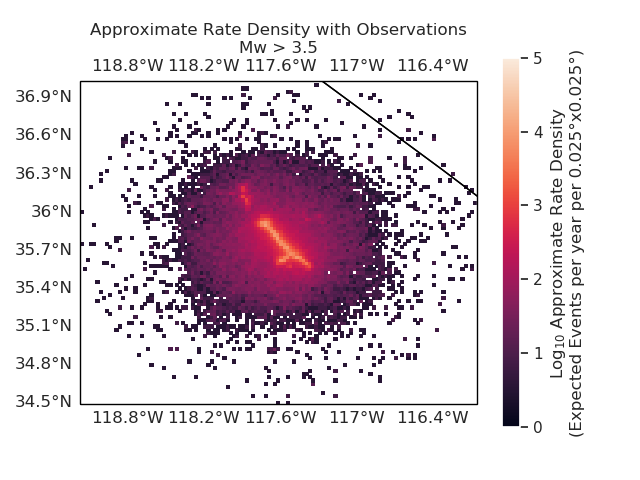 Approximate Rate Density with Observations
Mw > 3.5
118.8°W 118.2°W 117.6°W 117°W 116.4°W
36.9°N
36.6°N
36.3°N
36°N
35.7°N
35.4°N
35.1°N
34.8°N
34.5°N
118.8°W 118.2°W 117.6°W 117°W 116.4°W
5
4
3
2
1
0
Log₁₀ Approximate Rate Density
(Expected Events per year per 0.025°x0.025°)